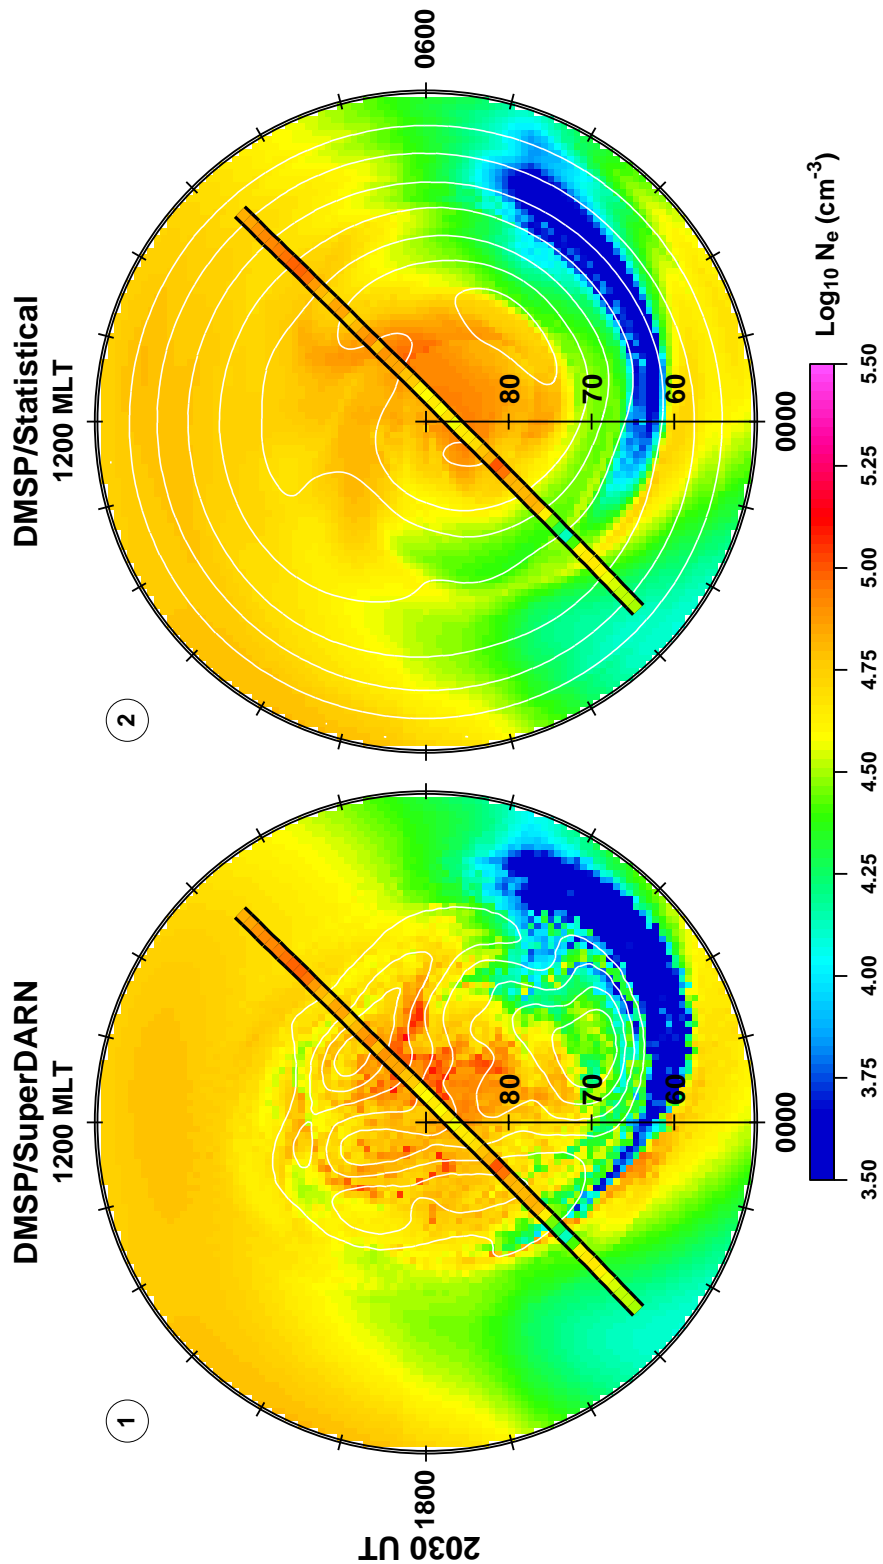 DMSP/SuperDARN
1200 MLT
DMSP/Statistical
1200 MLT
1
2
2030 UT
1800
0600
80
70
60
0000
80
70
60
0000
3.50 3.75 4.00 4.25 4.50 4.75 5.00 5.25 5.50
Log10 Ne (cm-3)